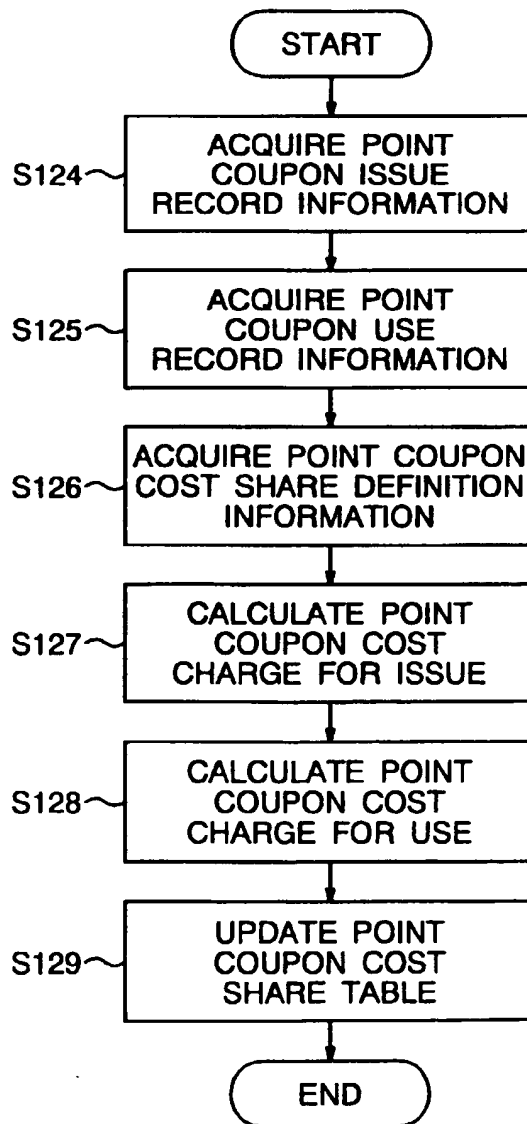 START
S124
ACQUIRE POINT
COUPON ISSUE
RECORD INFORMATION
S125
ACQUIRE POINT
COUPON USE
RECORD INFORMATION
S126
ACQUIRE POINT COUPON
COST SHARE DEFINITION
INFORMATION
S127
CALCULATE POINT
COUPON COST
CHARGE FOR ISSUE
S128
CALCULATE POINT
COUPON COST
CHARGE FOR USE
S129
UPDATE POINT
COUPON COST
SHARE TABLE
END